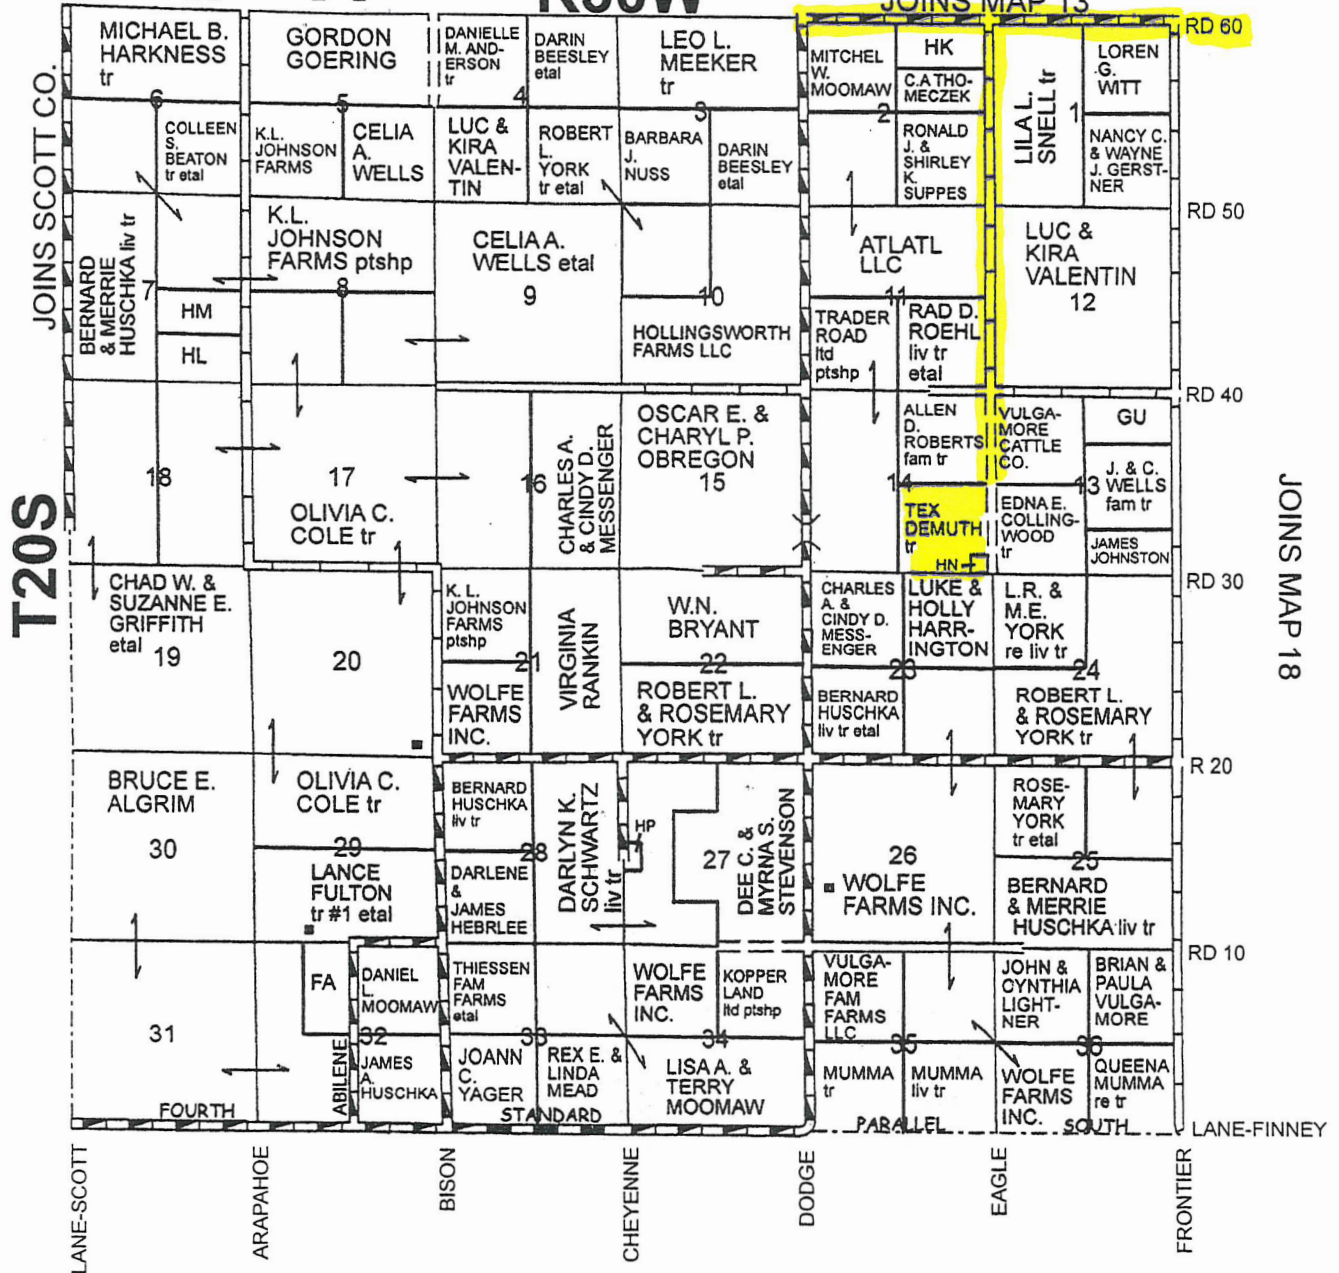 R30W
JOINS MAP 13
RD 60
JOINS SCOTT CO.
T20S
JOINS MAP 18
MICHAEL B.
HARKNESS
tr
6
GORDON
GOERING
5
DANIELLE
M. AND-
ERSON
tr
4
DARIN
BEESLEY
etal
LEO L.
MEEKER
tr
3
MITCHEL
W.
MOOMAW
2
HK
C.A THO-
MECZEK
LILA L.
SNELL tr
1
LOREN
G.
WITT
COLLEEN
S.
BEATON
tr etal
K.L.
JOHNSON
FARMS
CELIA
A.
WELLS
LUC &
KIRA
VALEN-
TIN
ROBERT
L.
YORK
tr etal
BARBARA
J.
NUSS
DARIN
BEESLEY
etal
RONALD
J. &
SHIRLEY
K.
SUPPES
NANCY C.
& WAYNE
J. GERST-
NER
RD 50
BERNARD
& MERRIE
HUSCHKA liv tr
7
HM
HL
K.L.
JOHNSON
FARMS ptshp
8
CELIA A.
WELLS etal
9
10
HOLLINGSWORTH
FARMS LLC
ATLATL
LLC
11
TRADER
ROAD
ltd
ptshp
RAD D.
ROEHL
liv tr
etal
LUC &
KIRA
VALENTIN
12
RD 40
18
17
OLIVIA C.
COLE tr
16
CHARLES A.
& CINDY D.
MESSENGER
OSCAR E. &
CHARYL P.
OBREGON
15
ALLEN
D.
ROBERTS
fam tr
14
TEX
DEMUTH
tr
HN
VULGA-
MORE
CATTLE
CO.
GU
13
J. & C.
WELLS
fam tr
EDNA E.
COLLING-
WOOD
tr
JAMES
JOHNSTON
RD 30
CHAD W. &
SUZANNE E.
GRIFFITH
etal
19
20
K. L.
JOHNSON
FARMS
ptshp
21
WOLFE
FARMS
INC.
VIRGINIA
RANKIN
W.N.
BRYANT
22
ROBERT L.
& ROSEMARY
YORK tr
CHARLES
A. &
CINDY D.
MESS-
ENGER
23
LUKE &
HOLLY
HARR-
INGTON
BERNARD
HUSCHKA
liv tr etal
L.R. &
M.E.
YORK
re liv tr
24
ROBERT L.
& ROSEMARY
YORK tr
R 20
BRUCE E.
ALGRIM
30
OLIVIA C.
COLE tr
29
LANCE
FULTON
tr #1 etal
BERNARD
HUSCHKA
liv tr
28
DARLENE
&
JAMES
HEBRLEE
DARLYN K.
SCHWARTZ
liv tr
HP
27
DEE C. &
MYRNA S.
STEVENSON
26
WOLFE
FARMS INC.
ROSE-
MARY
YORK
tr etal
25
BERNARD
& MERRIE
HUSCHKA liv tr
RD 10
31
FA
DANIEL
L.
MOOMAW
32
ABILENE
JAMES
A.
HUSCHKA
THIESSEN
FAM
FARMS
etal
33
JOANN
C.
YAGER
REX E. &
LINDA
MEAD
WOLFE
FARMS
INC.
KOPPER
LAND
ltd ptshp
34
LISA A. &
TERRY
MOOMAW
VULGA-
MORE
FAM
FARMS
LLC
35
MUMMA
tr
MUMMA
liv tr
JOHN &
CYNTHIA
LIGHT-
NER
BRIAN &
PAULA
VULGA-
MORE
36
WOLFE
FARMS
INC.
QUEENA
MUMMA
re tr
FOURTH
STANDARD
PARALLEL
SOUTH
LANE-FINNEY
LANE-SCOTT
ARAPAHOE
BISON
CHEYENNE
DODGE
EAGLE
FRONTIER